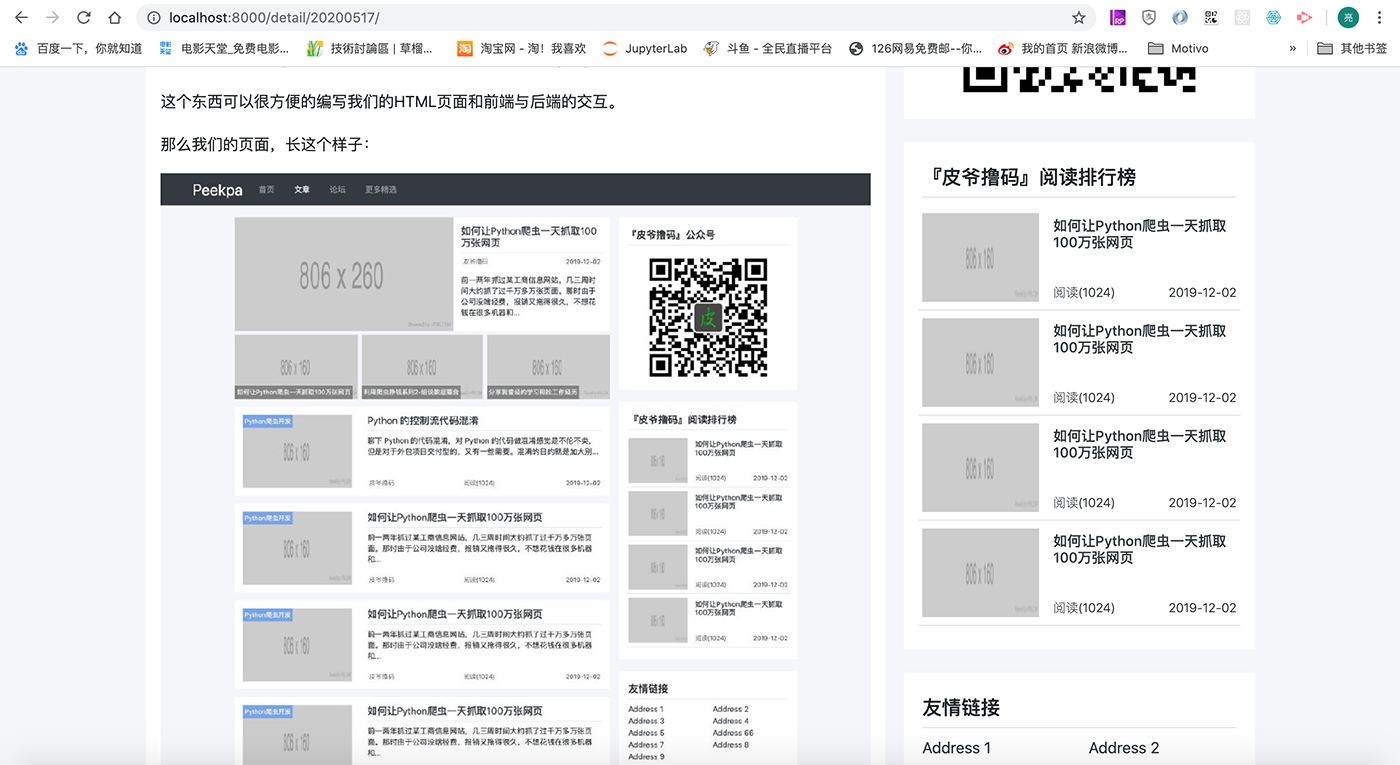 localhost:8000/detail/20200517/
亮
百度一下，你就知道
电影天堂_免费电影...
技術討論區 | 草榴...
淘宝网 - 淘！我喜欢
JupyterLab
斗鱼 - 全民直播平台
126网易免费邮--你...
我的首页 新浪微博...
Motivo
»
其他书签
这个东西可以很方便的编写我们的HTML页面和前端与后端的交互。
那么我们的页面，长这个样子：
Peekpa 首页 文章 论坛 更多精选
806 x 260
如何让Python爬虫一天抓取100
万张网页
皮爷撸码 2019-12-02
前一两年抓过某工商信息网站，几三周时
间大约抓了过千万多万张页面。那时由于
公司没啥经费，报销又拖得很久，不想花
钱在很多机器和...
806 x 160
806 x 160
806 x 160
如何让Python爬虫一天抓取100万张网页
分享我曾碰的学习和找工作经历
Python爬虫开发
Python 的控制流代码混淆
聊下 Python 的代码混淆，对 Python 的代码做混淆感觉是不伦不类。
但是对于外包项目交付型的，又有一些需要。混淆的目的就是加大别...
皮爷撸码 阅读(1024) 2019-12-02
Python爬虫开发
如何让Python爬虫一天抓取100万张网页
前一两年抓过某工商信息网站，几三周时间大约抓了过千万多万张页
面。那时由于公司没啥经费，报销又拖得很久，不想花钱在很多机器
和...
皮爷撸码 阅读(1024) 2019-12-02
Python爬虫开发
如何让Python爬虫一天抓取100万张网页
前一两年抓过某工商信息网站，几三周时间大约抓了过千万多万张页
面。那时由于公司没啥经费，报销又拖得很久，不想花钱在很多机器
和...
皮爷撸码 阅读(1024) 2019-12-02
Python爬虫开发
如何让Python爬虫一天抓取100万张网页
前一两年抓过某工商信息网站，几三周时间大约抓了过千万多万张页
面。那时由于公司没啥经费，报销又拖得很久，不想花钱在很多机器
和...
『皮爷撸码』公众号
皮
『皮爷撸码』阅读排行榜
如何让Python爬虫一天抓取
100万张网页
阅读(1024) 2019-12-02
如何让Python爬虫一天抓取
100万张网页
阅读(1024) 2019-12-02
如何让Python爬虫一天抓取
100万张网页
阅读(1024) 2019-12-02
如何让Python爬虫一天抓取
100万张网页
阅读(1024) 2019-12-02
友情链接
Address 1 Address 2
Address 3 Address 4
Address 5 Address 66
Address 7 Address 8
Address 9
『皮爷撸码』阅读排行榜
如何让Python爬虫一天抓取
100万张网页
阅读(1024) 2019-12-02
如何让Python爬虫一天抓取
100万张网页
阅读(1024) 2019-12-02
如何让Python爬虫一天抓取
100万张网页
阅读(1024) 2019-12-02
如何让Python爬虫一天抓取
100万张网页
阅读(1024) 2019-12-02
友情链接
Address 1 Address 2